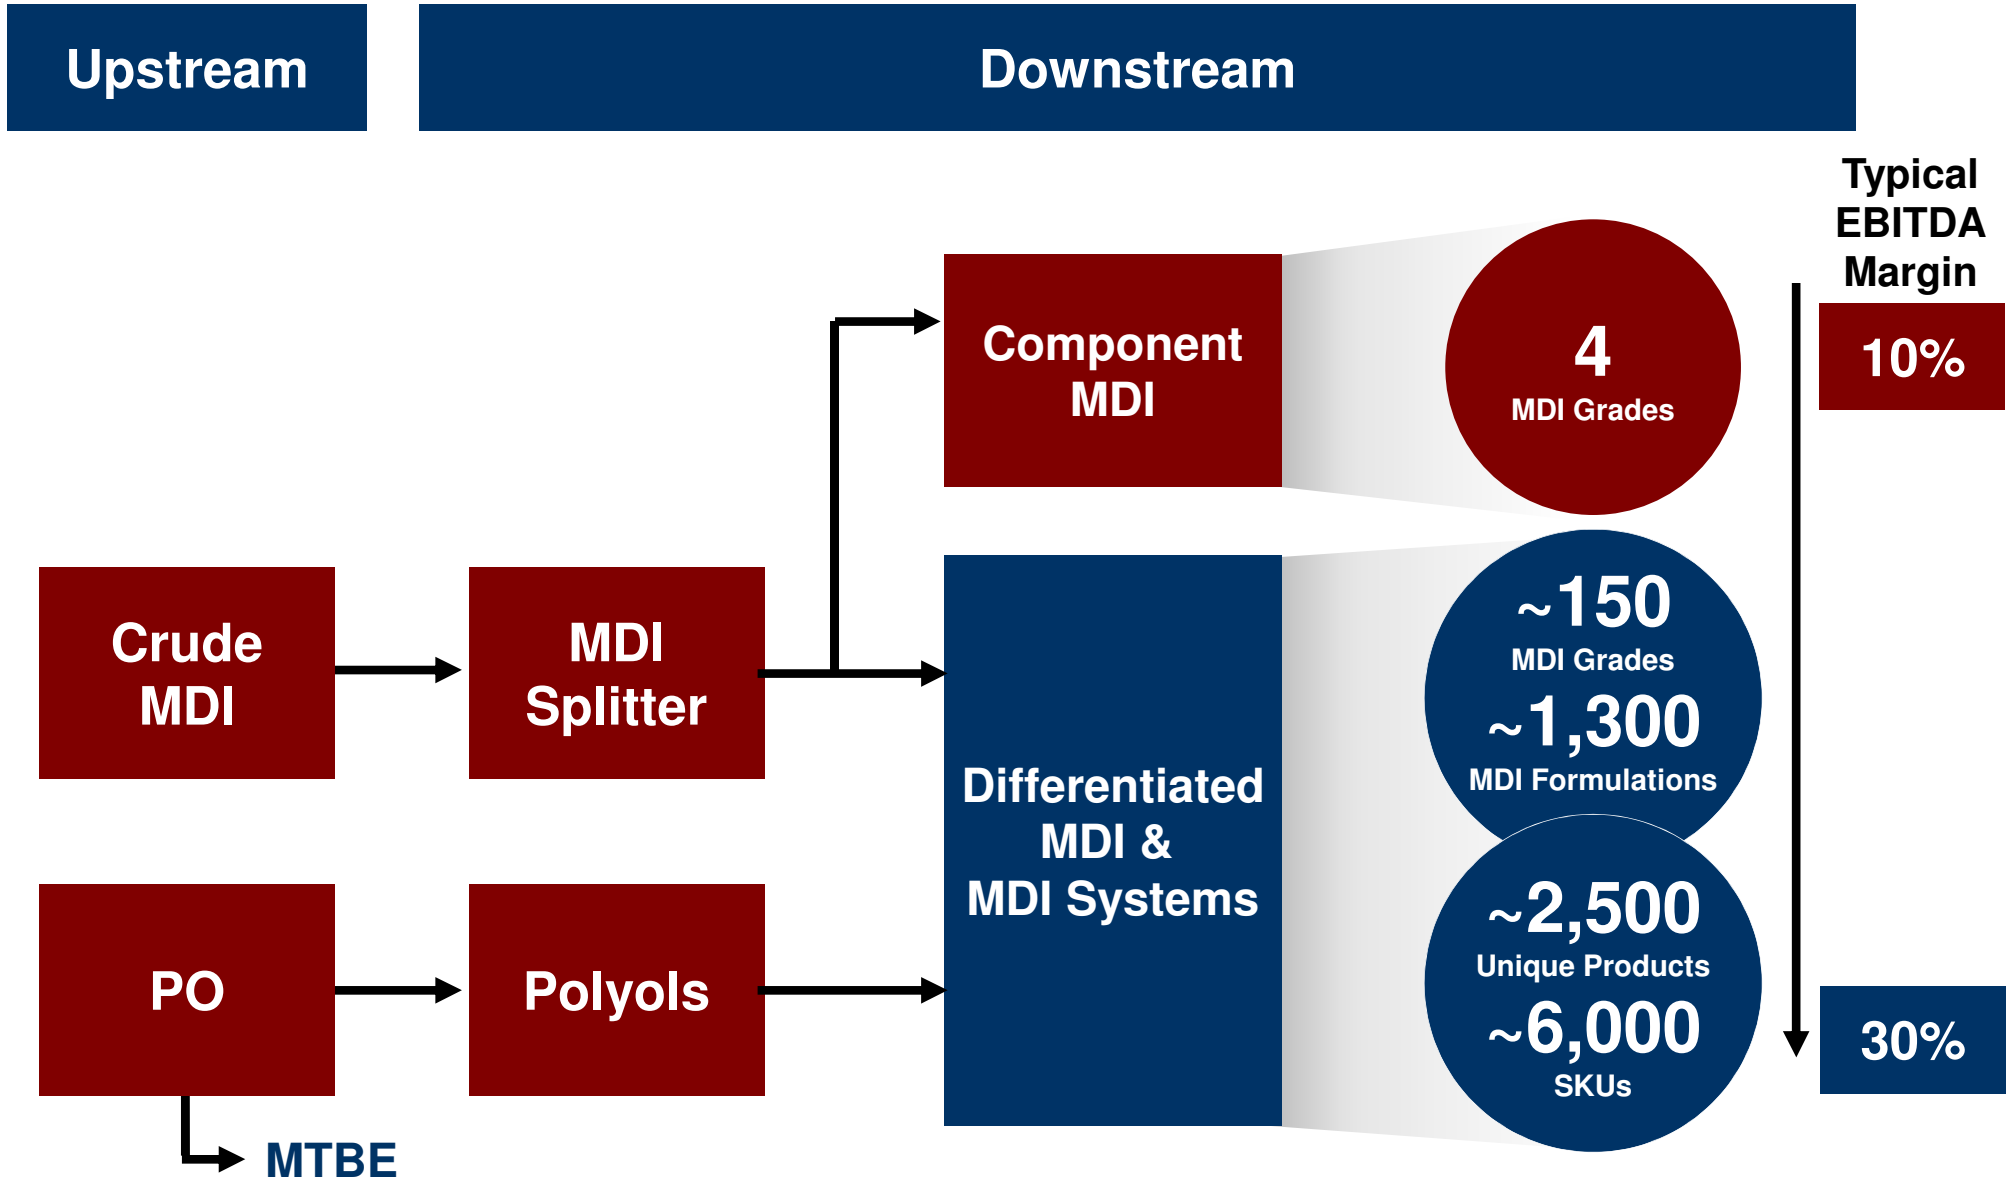 Upstream
Downstream
Typical
EBITDA
Margin
Component
MDI
4
MDI Grades
10%
Crude
MDI
MDI
Splitter
Differentiated
MDI &
MDI Systems
~150
MDI Grades
~1,300
MDI Formulations
PO
Polyols
~2,500
Unique Products
~6,000
SKUs
30%
MTBE